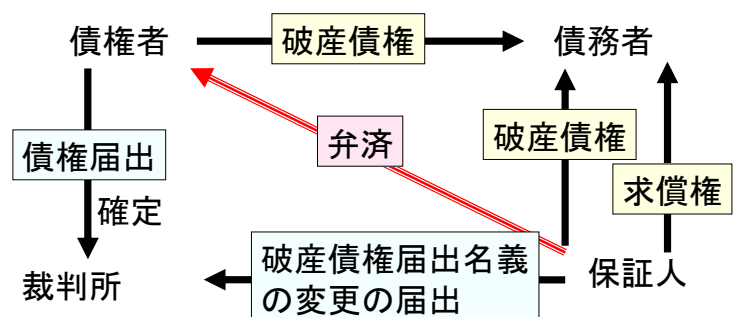 債権者
破産債権
債務者
弁済
破産債権
債権届出
求償権
確定
裁判所
破産債権届出名義
の変更の届出
保証人